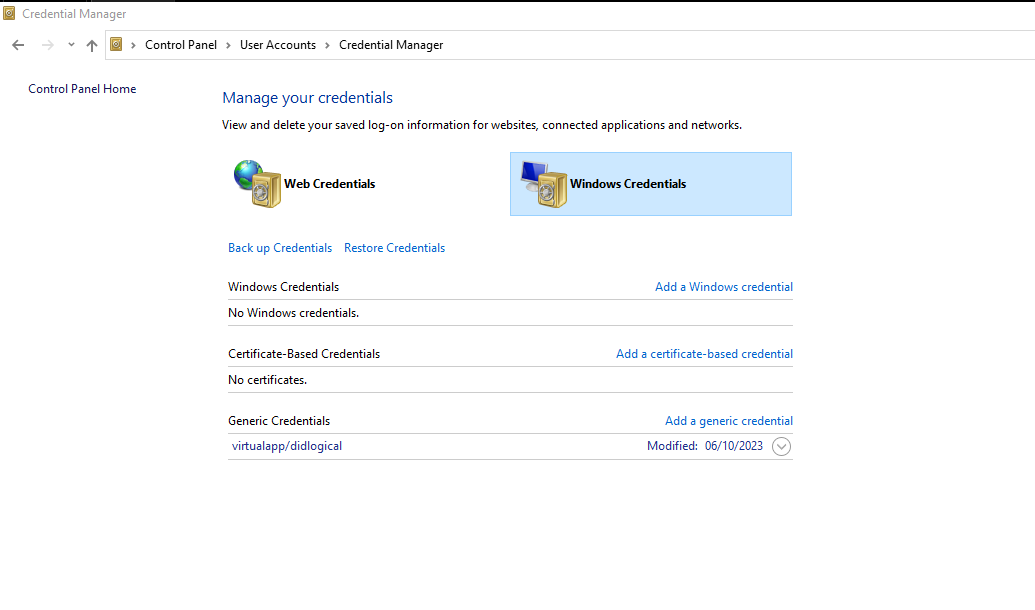 Credential Manager
Control Panel > User Accounts > Credential Manager
Control Panel Home
Manage your credentials
View and delete your saved log-on information for websites, connected applications and networks.
Web Credentials
Windows Credentials
Back up Credentials Restore Credentials
Windows Credentials Add a Windows credential
No Windows credentials.
Certificate-Based Credentials Add a certificate-based credential
No certificates.
Generic Credentials Add a generic credential
virtualapp/didlogical Modified: 06/10/2023